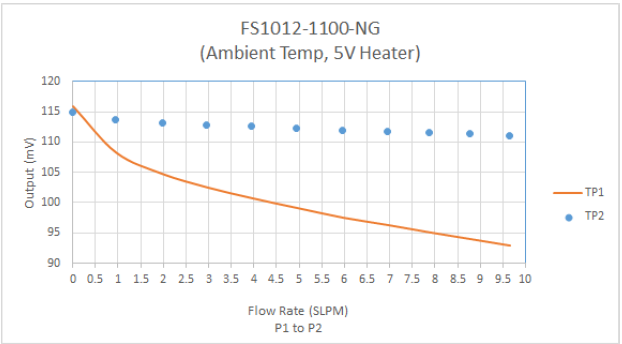 FS1012-1100-NG
(Ambient Temp, 5V Heater)
120
115
110
105
100
95
90
Output (mV)
0 0.5 1 1.5 2 2.5 3 3.5 4 4.5 5 5.5 6 6.5 7 7.5 8 8.5 9 9.5 10
Flow Rate (SLPM)
P1 to P2
TP1
TP2